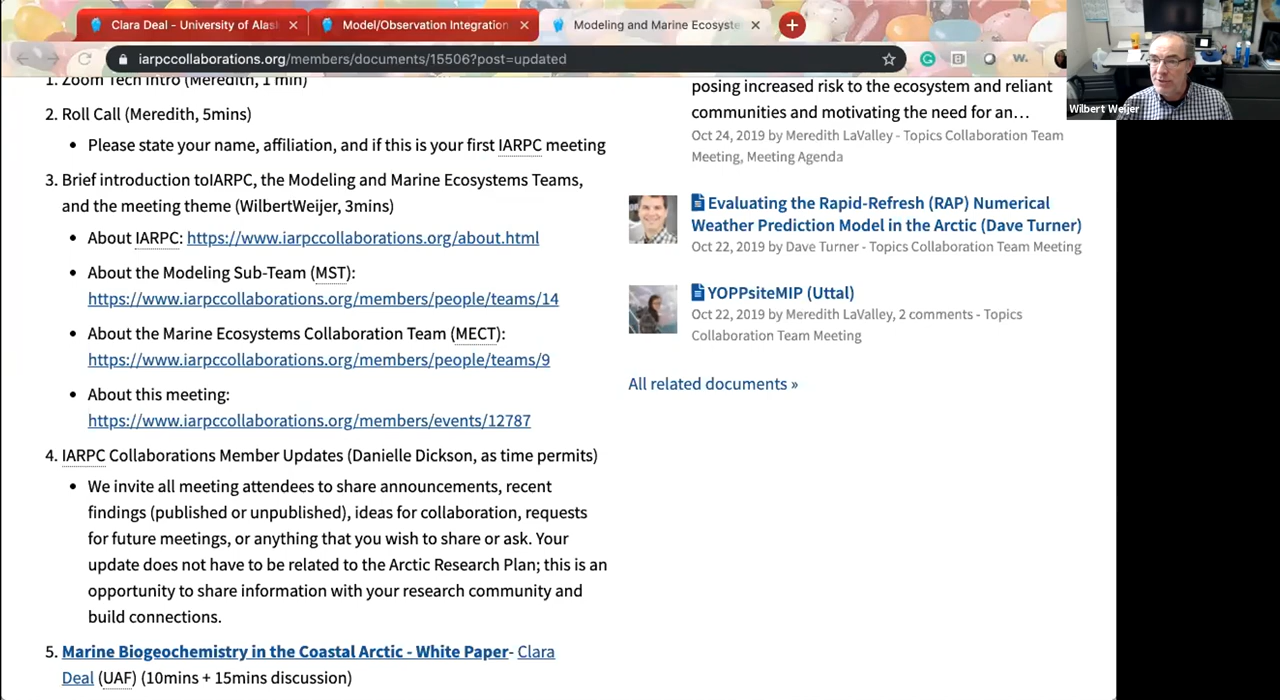 Clara Deal - University of Alas
Model/Observation Integration
Modeling and Marine Ecosyste
iarpccollaborations.org/members/documents/15506?post=updated
Wilbert Weijer
1. Zoom Tech Intro (Meredith, 1 min)
2. Roll Call (Meredith, 5mins)
• Please state your name, affiliation, and if this is your first IARPC meeting
3. Brief introduction toIARPC, the Modeling and Marine Ecosystems Teams,
and the meeting theme (WilbertWeijer, 3mins)
• About IARPC: https://www.iarpccollaborations.org/about.html
• About the Modeling Sub-Team (MST):
https://www.iarpccollaborations.org/members/people/teams/14
• About the Marine Ecosystems Collaboration Team (MECT):
https://www.iarpccollaborations.org/members/people/teams/9
• About this meeting:
https://www.iarpccollaborations.org/members/events/12787
4. IARPC Collaborations Member Updates (Danielle Dickson, as time permits)
• We invite all meeting attendees to share announcements, recent
findings (published or unpublished), ideas for collaboration, requests
for future meetings, or anything that you wish to share or ask. Your
update does not have to be related to the Arctic Research Plan; this is an
opportunity to share information with your research community and
build connections.
5. Marine Biogeochemistry in the Coastal Arctic - White Paper- Clara
Deal (UAF) (10mins + 15mins discussion)
posing increased risk to the ecosystem and reliant
communities and motivating the need for an…
Oct 24, 2019 by Meredith LaValley - Topics Collaboration Team
Meeting, Meeting Agenda
Evaluating the Rapid-Refresh (RAP) Numerical
Weather Prediction Model in the Arctic (Dave Turner)
Oct 22, 2019 by Dave Turner - Topics Collaboration Team Meeting
YOPPsiteMIP (Uttal)
Oct 22, 2019 by Meredith LaValley, 2 comments - Topics
Collaboration Team Meeting
All related documents »